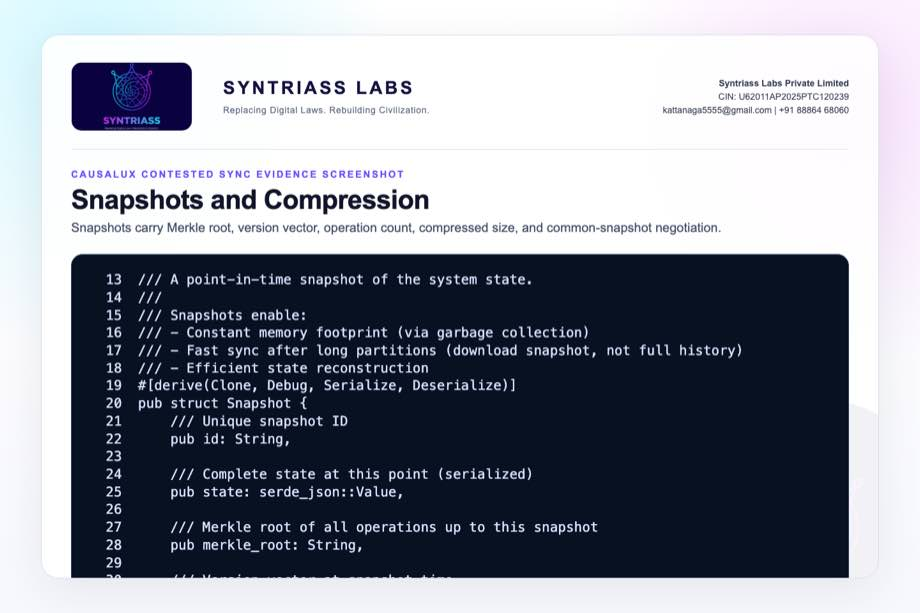 SYNTRIASS
SYNTRIASS LABS
Replacing Digital Laws. Rebuilding Civilization.
Syntriass Labs Private Limited
CIN: U62011AP2025PTC120239
kattanaga5555@gmail.com | +91 88864 68060
CAUSALUX CONTESTED SYNC EVIDENCE SCREENSHOT
Snapshots and Compression
Snapshots carry Merkle root, version vector, operation count, compressed size, and common-snapshot negotiation.
13 /// A point-in-time snapshot of the system state.
14 ///
15 /// Snapshots enable:
16 /// - Constant memory footprint (via garbage collection)
17 /// - Fast sync after long partitions (download snapshot, not full history)
18 /// - Efficient state reconstruction
19 #[derive(Clone, Debug, Serialize, Deserialize)]
20 pub struct Snapshot {
21     /// Unique snapshot ID
22     pub id: String,
23
24     /// Complete state at this point (serialized)
25     pub state: serde_json::Value,
26
27     /// Merkle root of all operations up to this snapshot
28     pub merkle_root: String,
29